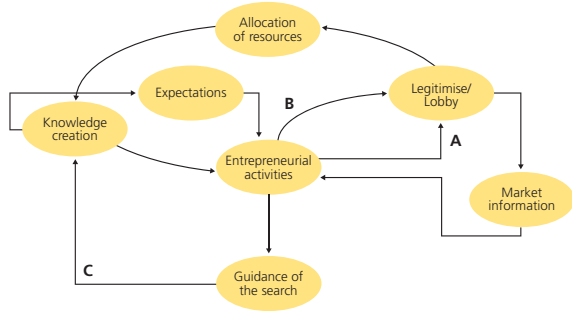 Allocation
of resources
Expectations
B
Legitimise/
Lobby
Knowledge
creation
A
Entrepreneurial
activities
Market
information
C
Guidance of
the search